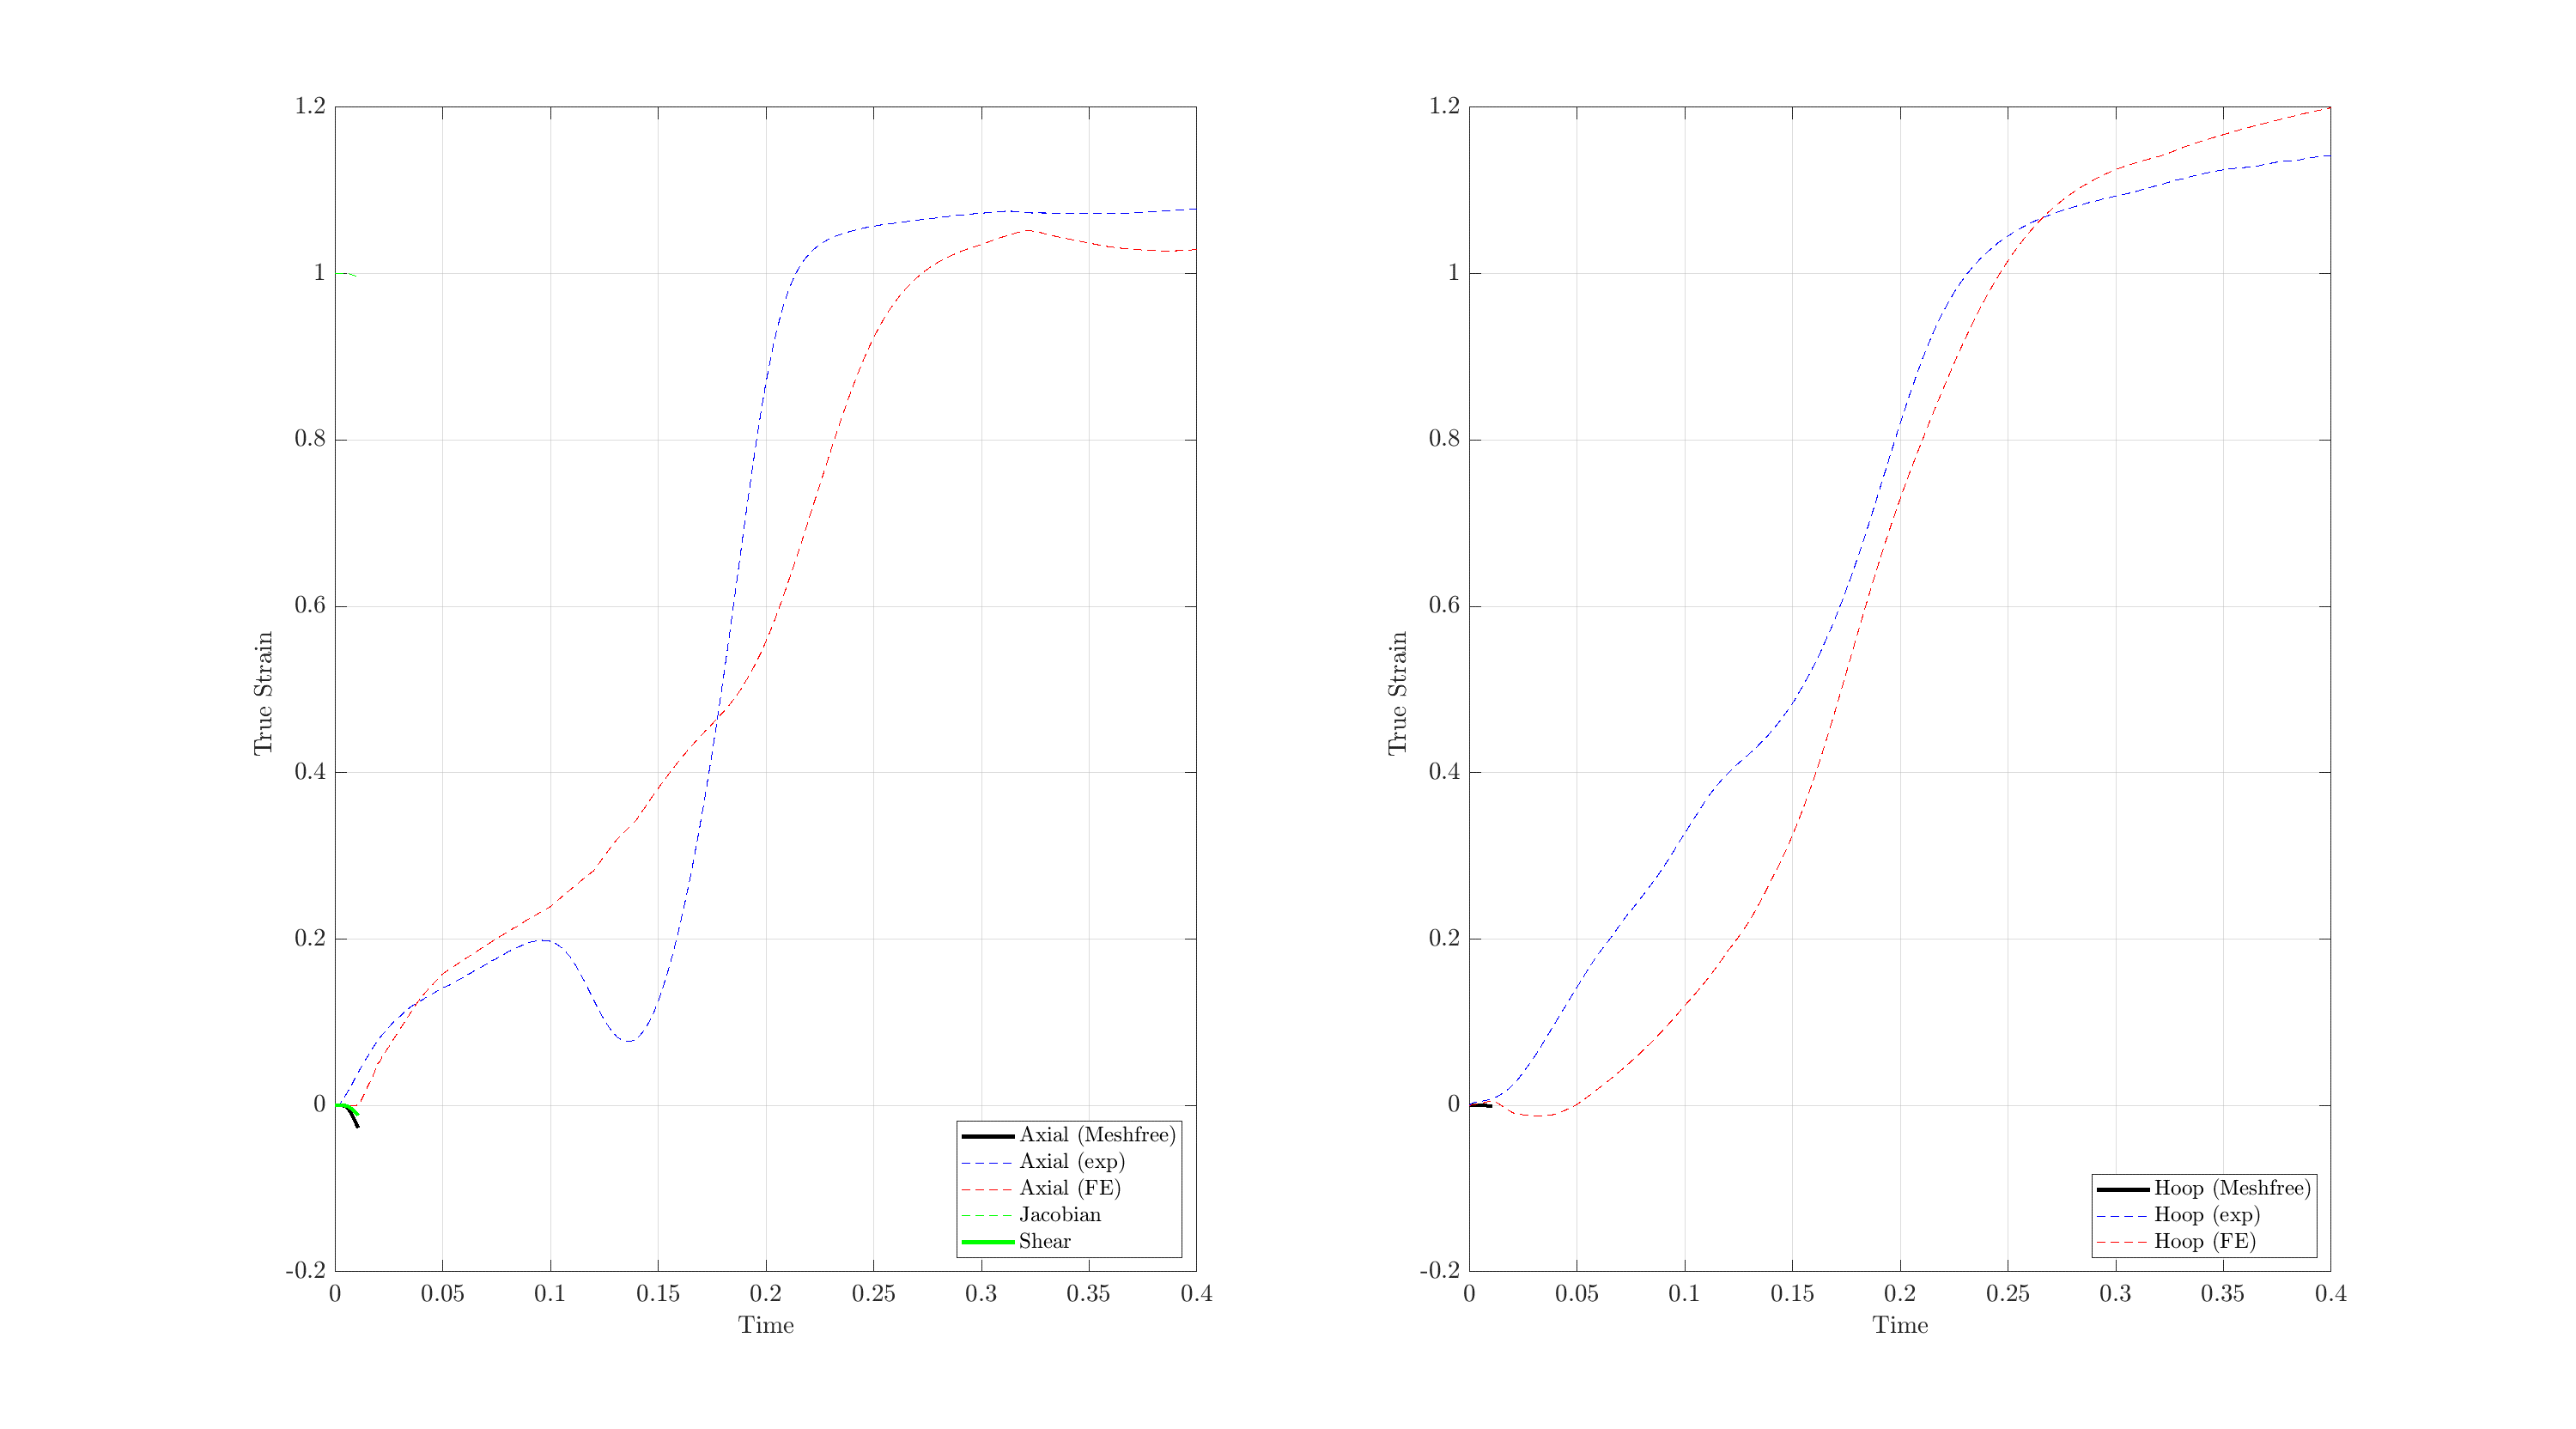 1.2
1
0.8
0.6
0.4
0.2
0
-0.2
True Strain
0 0.05 0.1 0.15 0.2 0.25 0.3 0.35 0.4
Time
Axial (Meshfree)
Axial (exp)
Axial (FE)
Jacobian
Shear
1.2
1
0.8
0.6
0.4
0.2
0
-0.2
True Strain
0 0.05 0.1 0.15 0.2 0.25 0.3 0.35 0.4
Time
Hoop (Meshfree)
Hoop (exp)
Hoop (FE)